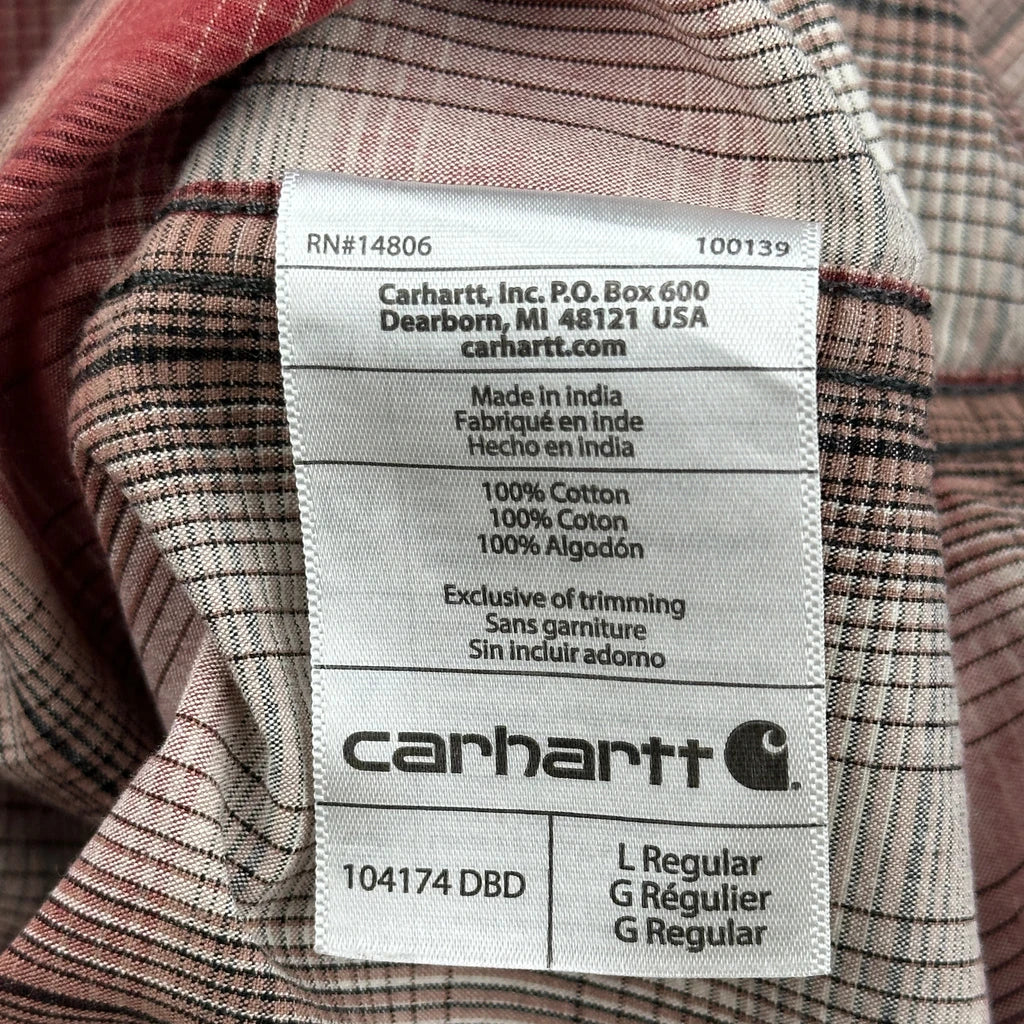 RN#14806 100139
Carhartt, Inc. P.O. Box 600
Dearborn, MI 48121 USA
carhartt.com
Made in india
Fabriqué en inde
Hecho en india
100% Cotton
100% Coton
100% Algodón
Exclusive of trimming
Sans garniture
Sin incluir adorno
carhartt
104174 DBD
L Regular
G Régulier
G Regular